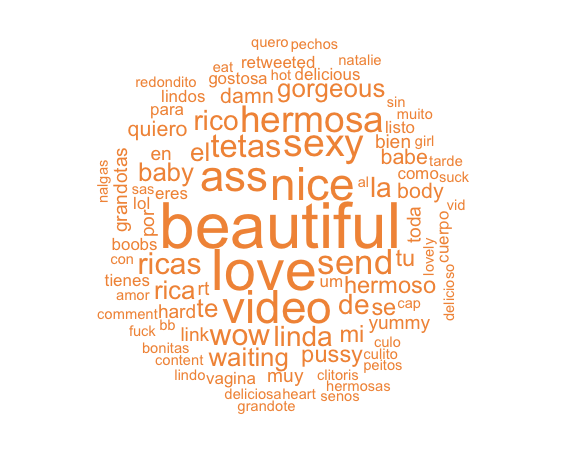 quero pechos
retweeted natalie
eat
redondito gostosa hot delicious
lindos damn gorgeous sin
para rico hermosa muito
quiero listo
tetas sexy bien girl
en el babe tarde
grandotas baby ass nice al la como suck
nalgas sas eres body
lol por beautiful toda vid
boobs tu lovely cuerpo
con ricas love send
tienes um hermoso delicioso
amor rica rt video de se cap
comment hard te yummy
fuck bb link wow linda mi culo
bonitas waiting pussy culito
content peitos
lindo vagina muy clitoris
deliciosa heart hermosas
senos
grandote